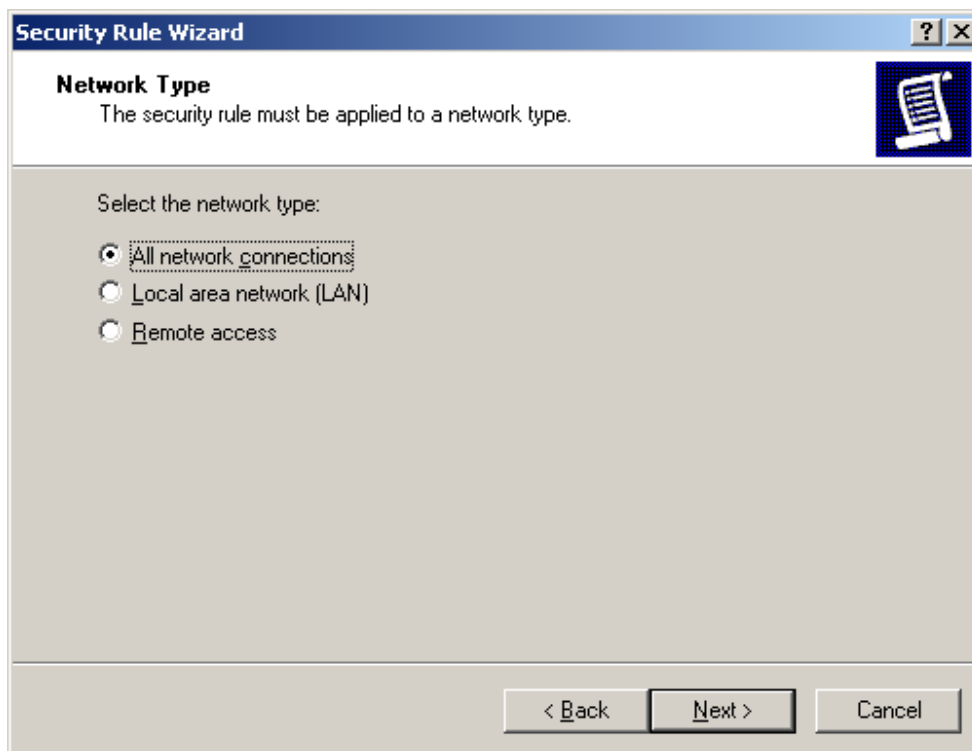 Security Rule Wizard
Network Type
The security rule must be applied to a network type.
Select the network type:
All network connections
Local area network (LAN)
Remote access
< Back Next > Cancel